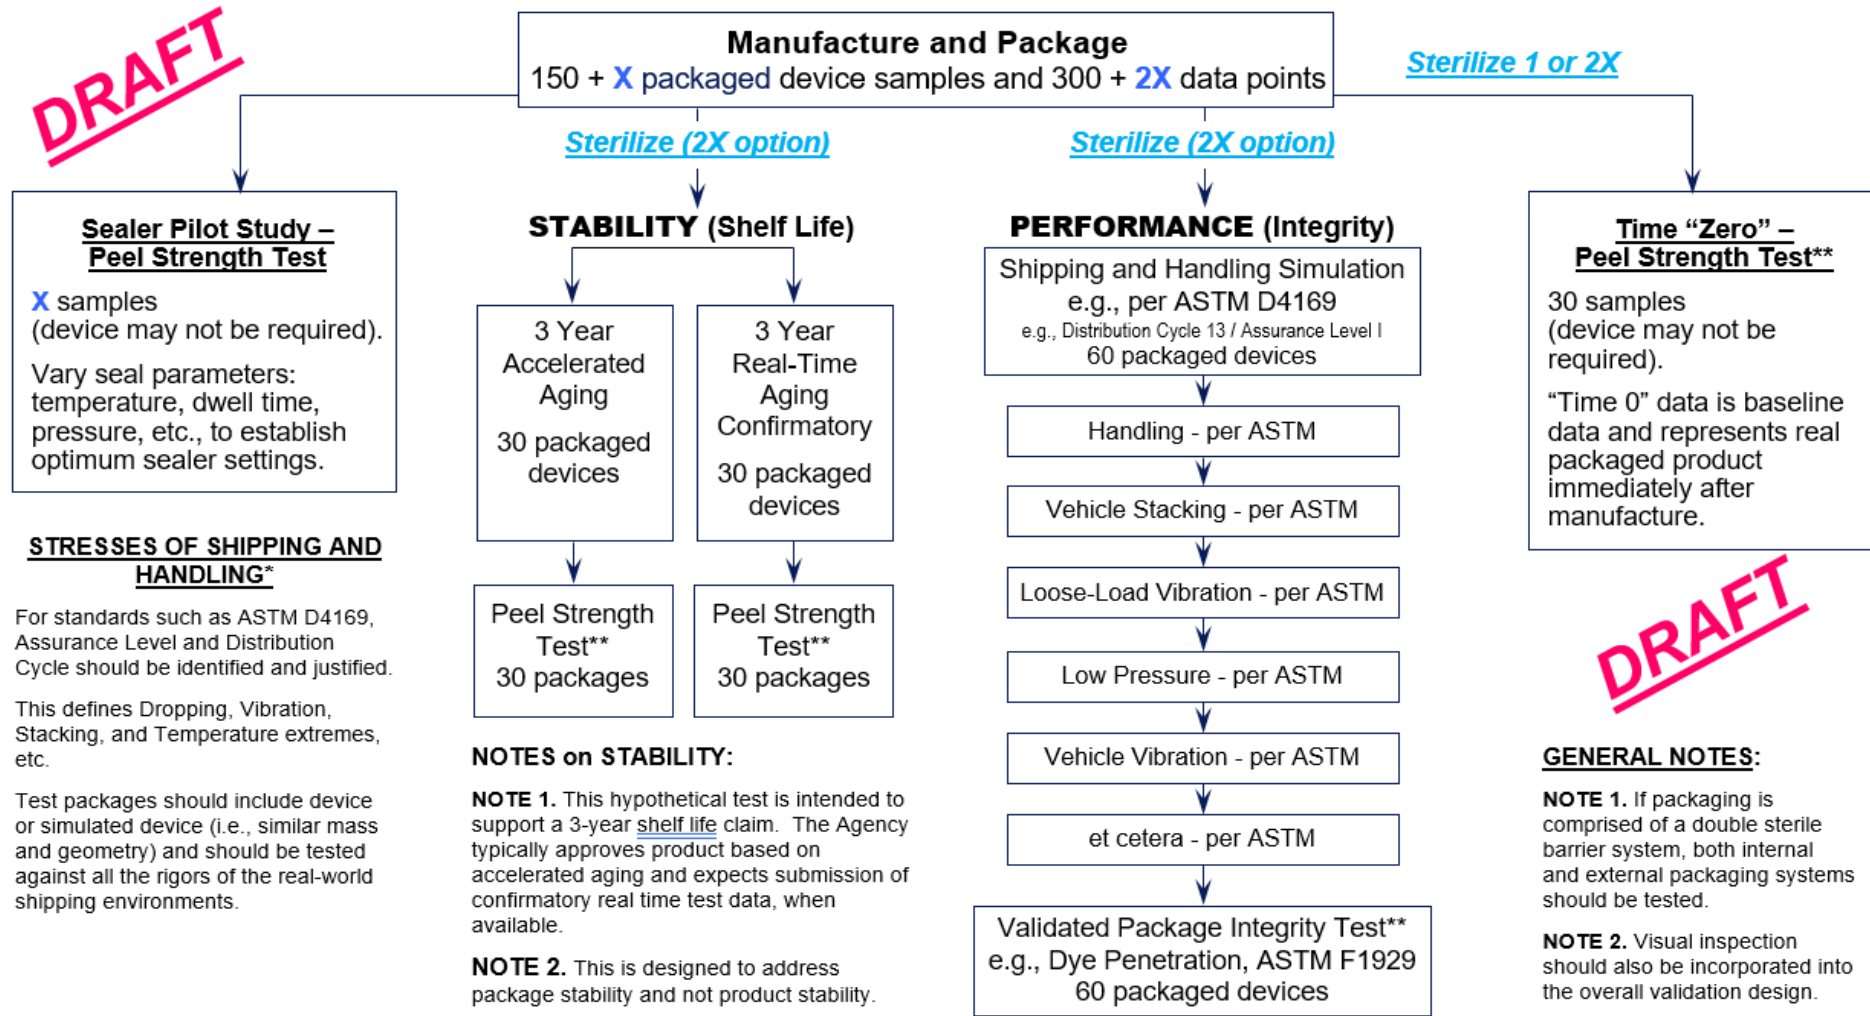 DRAFT
Manufacture and Package
150 + X packaged device samples and 300 + 2X data points
Sterilize 1 or 2X
Sterilize (2X option)
Sterilize (2X option)
Sealer Pilot Study –
Peel Strength Test
X samples
(device may not be required).
Vary seal parameters:
temperature, dwell time,
pressure, etc., to establish
optimum sealer settings.
STRESSES OF SHIPPING AND
HANDLING*
For standards such as ASTM D4169,
Assurance Level and Distribution
Cycle should be identified and justified.
This defines Dropping, Vibration,
Stacking, and Temperature extremes,
etc.
Test packages should include device
or simulated device (i.e., similar mass
and geometry) and should be tested
against all the rigors of the real-world
shipping environments.
STABILITY (Shelf Life)
3 Year
Accelerated
Aging
30 packaged
devices
3 Year
Real-Time
Aging
Confirmatory
30 packaged
devices
Peel Strength
Test**
30 packages
Peel Strength
Test**
30 packages
NOTES on STABILITY:
NOTE 1. This hypothetical test is intended to
support a 3-year shelf life claim. The Agency
typically approves product based on
accelerated aging and expects submission of
confirmatory real time test data, when
available.
NOTE 2. This is designed to address
package stability and not product stability.
PERFORMANCE (Integrity)
Shipping and Handling Simulation
e.g., per ASTM D4169
e.g., Distribution Cycle 13 / Assurance Level I
60 packaged devices
Handling - per ASTM
Vehicle Stacking - per ASTM
Loose-Load Vibration - per ASTM
Low Pressure - per ASTM
Vehicle Vibration - per ASTM
et cetera - per ASTM
Validated Package Integrity Test**
e.g., Dye Penetration, ASTM F1929
60 packaged devices
Time “Zero” –
Peel Strength Test**
30 samples
(device may not be
required).
“Time 0” data is baseline
data and represents real
packaged product
immediately after
manufacture.
DRAFT
GENERAL NOTES:
NOTE 1. If packaging is
comprised of a double sterile
barrier system, both internal
and external packaging systems
should be tested.
NOTE 2. Visual inspection
should also be incorporated into
the overall validation design.